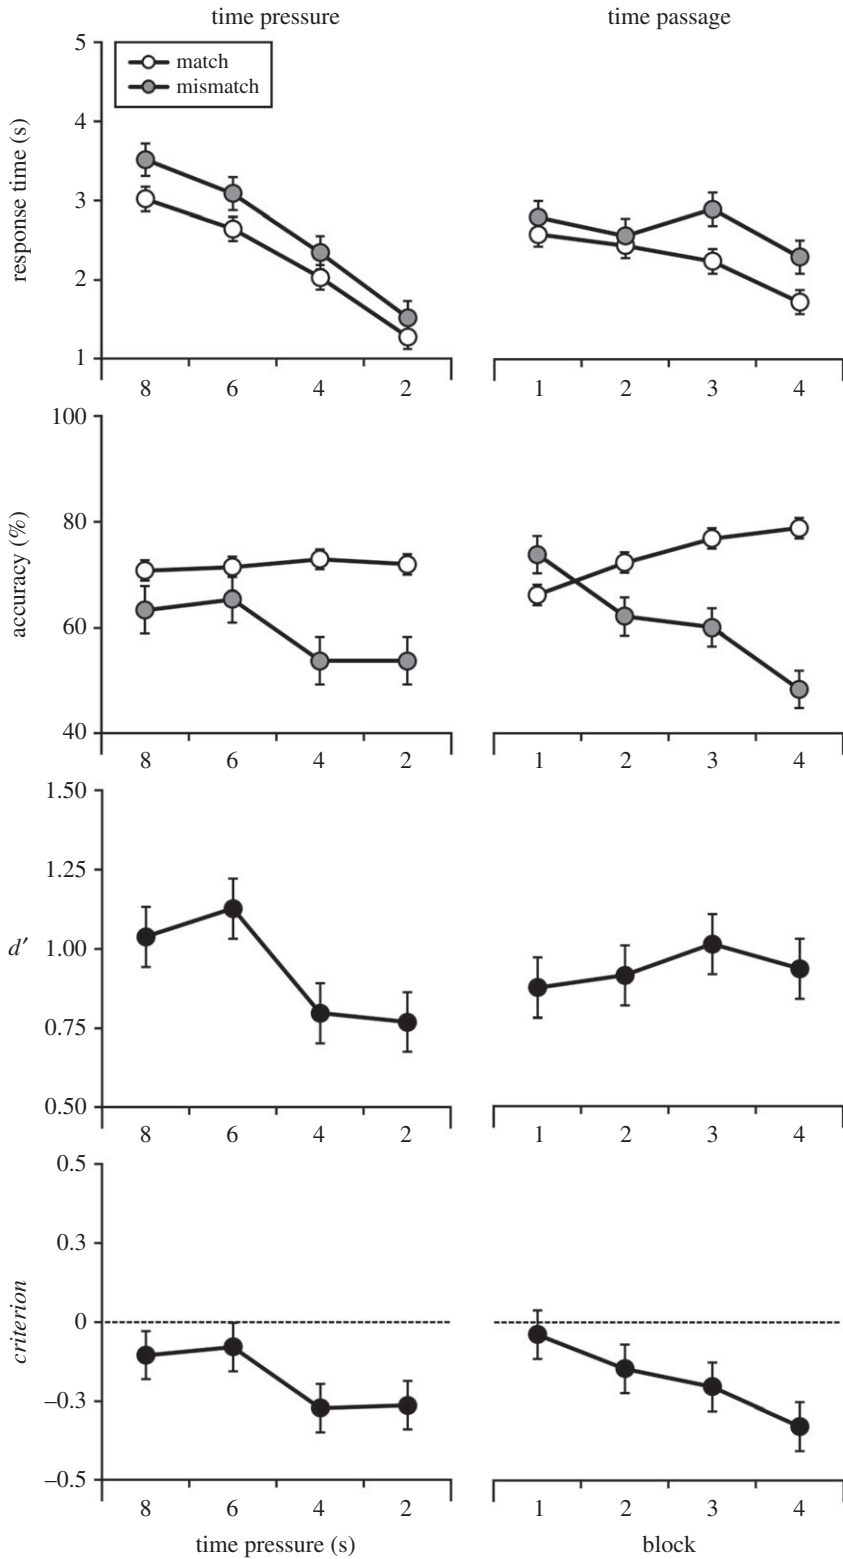 time pressure time passage
5
match
mismatch
4
3
2
1
response time (s)
8 6 4 2 1 2 3 4
100
80
60
40
accuracy (%)
8 6 4 2 1 2 3 4
1.50
1.25
1.00
0.75
0.50
d′
8 6 4 2 1 2 3 4
0.5
0.3
0
–0.3
–0.5
criterion
8 6 4 2 1 2 3 4
time pressure (s) block